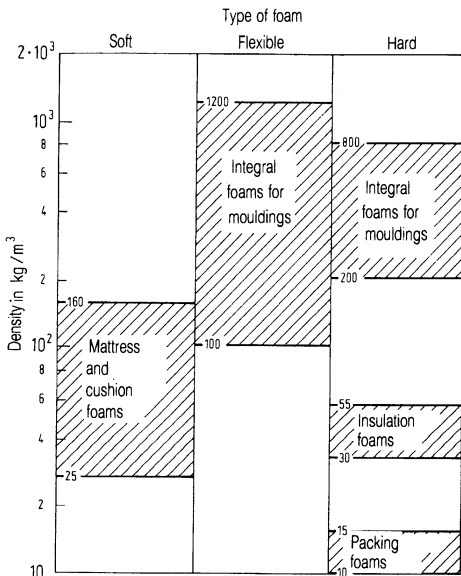 Type of foam
Soft Flexible Hard
Density in kg/m³
2·10³
10³
8
6
4
2
10²
8
6
4
2
10
160
Mattress
and
cushion
foams
25
1200
Integral
foams for
mouldings
100
800
Integral
foams for
mouldings
200
55
Insulation
foams
30
15
Packing
foams
10